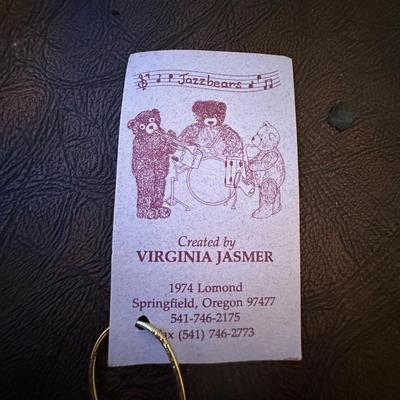 Jazzbears
Created by
VIRGINIA JASMER
1974 Lomond
Springfield, Oregon 97477
541-746-2175
(541) 746-2773